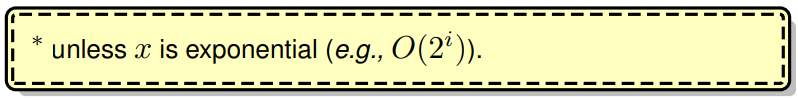 * unless x is exponential (e.g., O(2^i)).